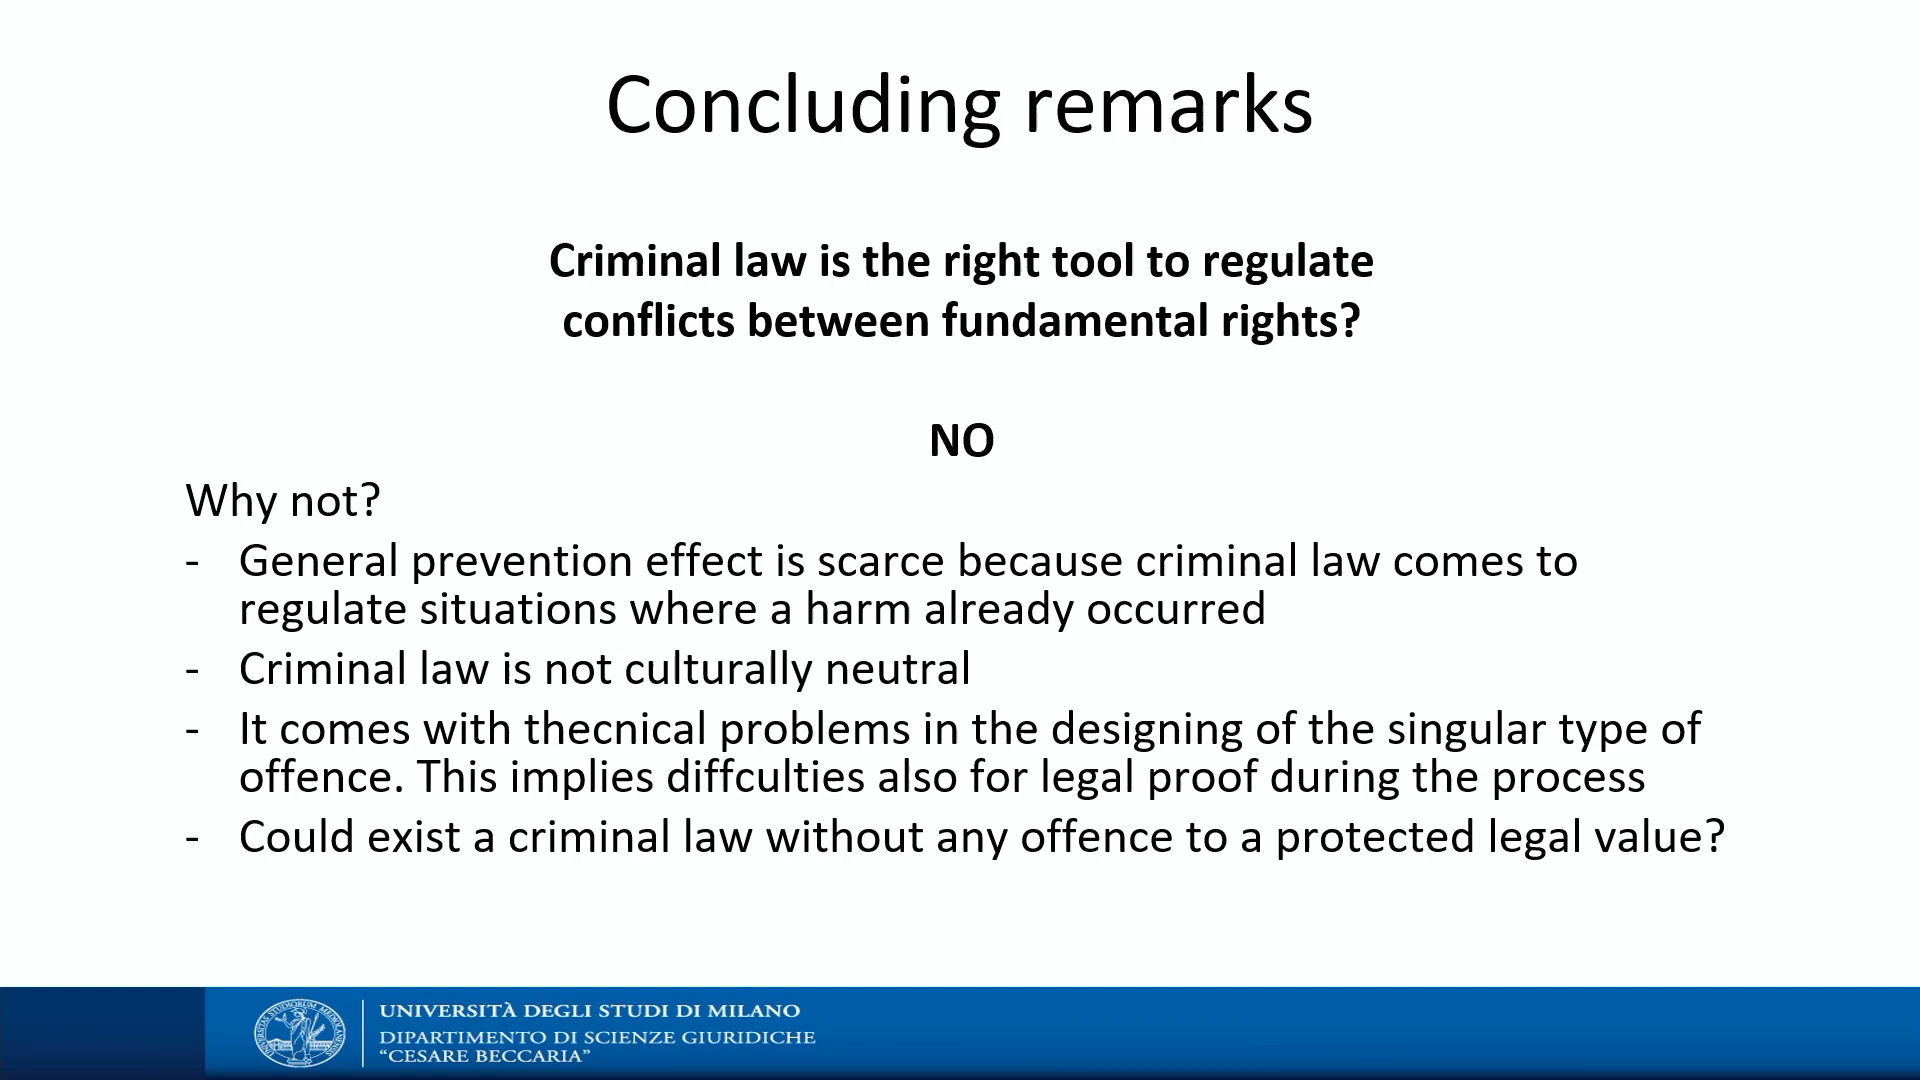 Concluding remarks
Criminal law is the right tool to regulate
conflicts between fundamental rights?
NO
Why not?
- General prevention effect is scarce because criminal law comes to
regulate situations where a harm already occurred
- Criminal law is not culturally neutral
- It comes with thecnical problems in the designing of the singular type of
offence. This implies diffculties also for legal proof during the process
- Could exist a criminal law without any offence to a protected legal value?
UNIVERSITÀ DEGLI STUDI DI MILANO
DIPARTIMENTO DI SCIENZE GIURIDICHE
"CESARE BECCARIA"